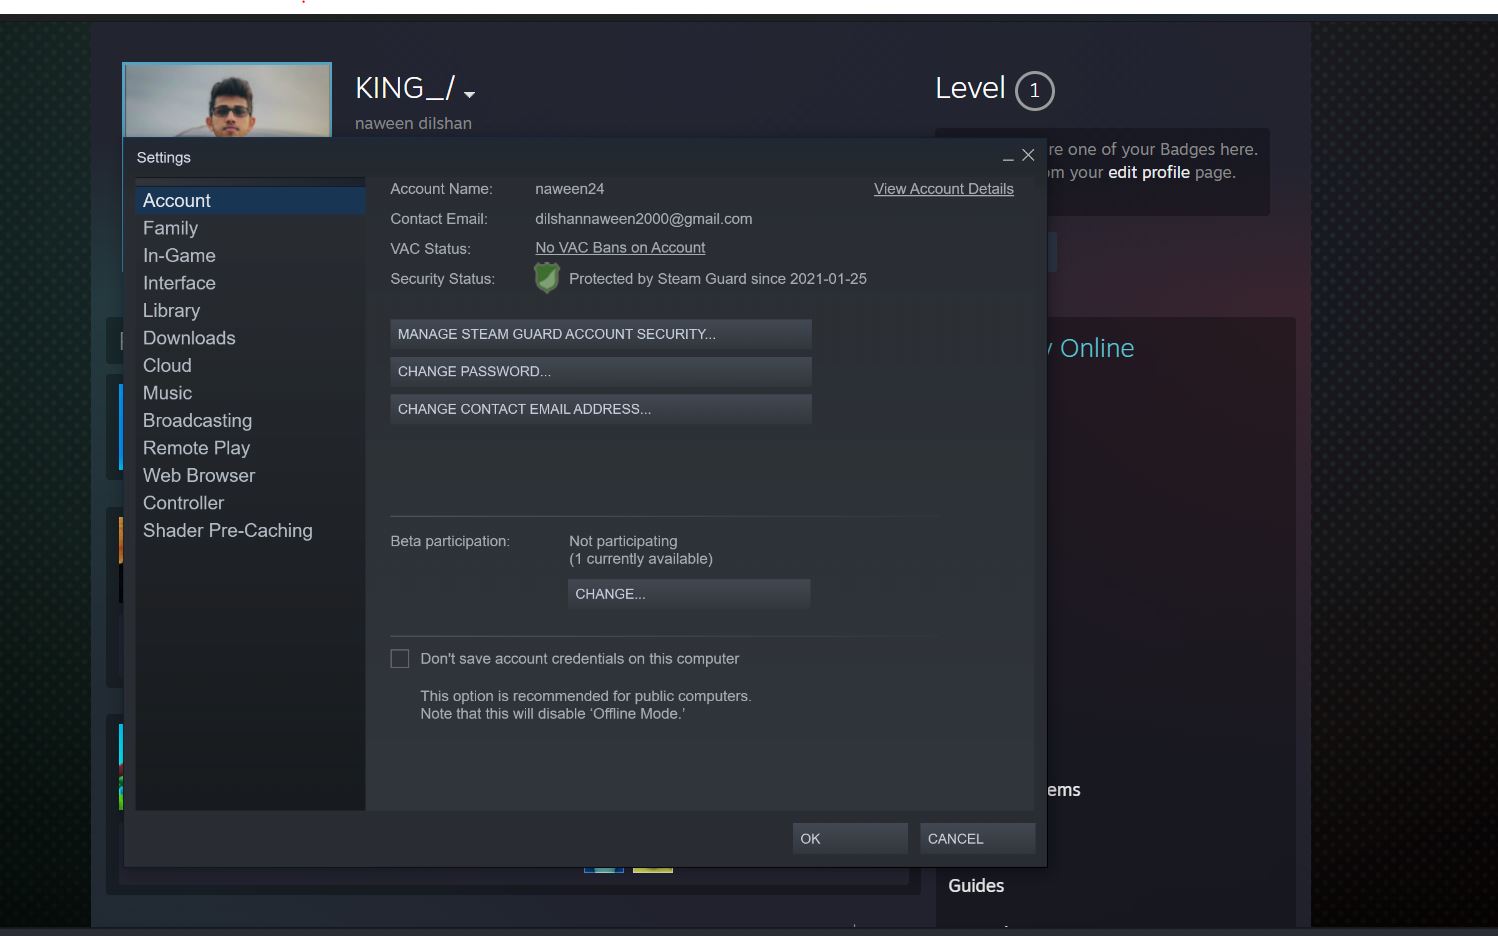 KING_/
naween dilshan
Level 1
re one of your Badges here.
m your edit profile page.
Settings
Account
Family
In-Game
Interface
Library
Downloads
Cloud
Music
Broadcasting
Remote Play
Web Browser
Controller
Shader Pre-Caching
Account Name: naween24 View Account Details
Contact Email: dilshannaween2000@gmail.com
VAC Status: No VAC Bans on Account
Security Status: Protected by Steam Guard since 2021-01-25
MANAGE STEAM GUARD ACCOUNT SECURITY...
CHANGE PASSWORD...
CHANGE CONTACT EMAIL ADDRESS...
Beta participation: Not participating
(1 currently available)
CHANGE...
Don't save account credentials on this computer
This option is recommended for public computers.
Note that this will disable ‘Offline Mode.’
OK CANCEL
Online
ems
Guides